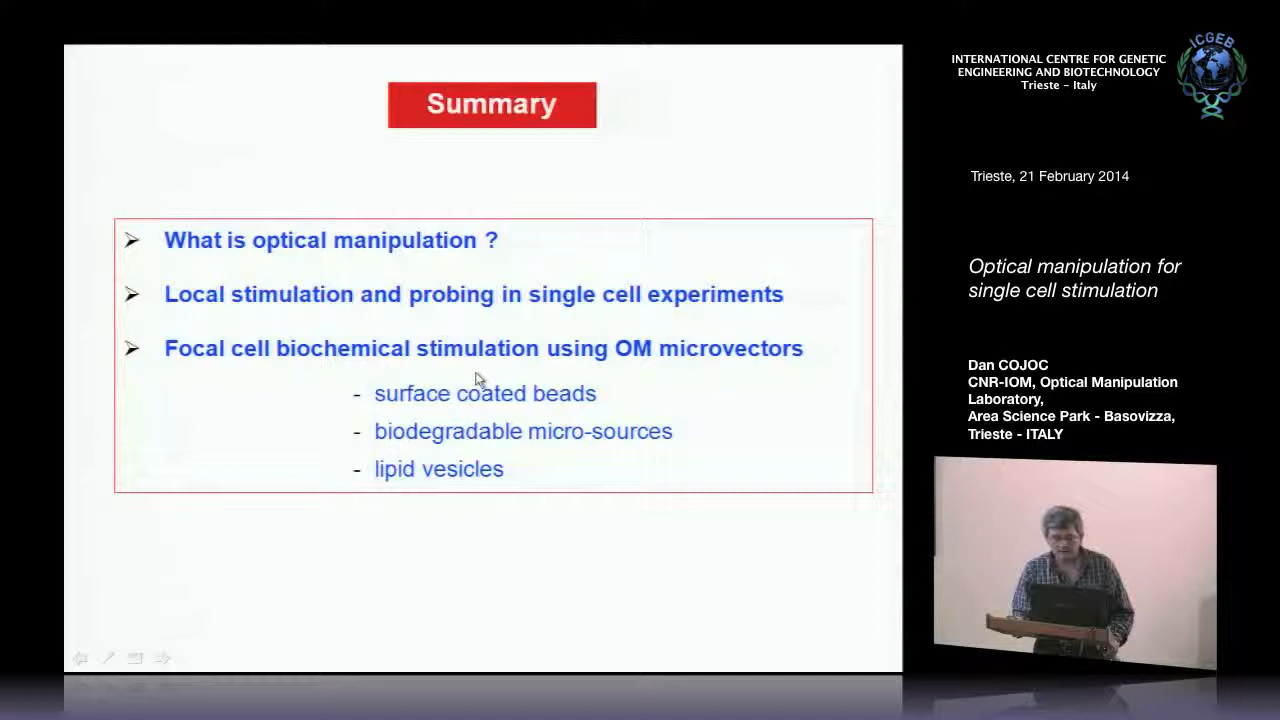 Summary
What is optical manipulation ?
Local stimulation and probing in single cell experiments
Focal cell biochemical stimulation using OM microvectors
- surface coated beads
- biodegradable micro-sources
- lipid vesicles
ICGEB
INTERNATIONAL CENTRE FOR GENETIC
ENGINEERING AND BIOTECHNOLOGY
Trieste - Italy
Trieste, 21 February 2014
Optical manipulation for
single cell stimulation
Dan COJOC
CNR-IOM, Optical Manipulation
Laboratory,
Area Science Park - Basovizza,
Trieste - ITALY